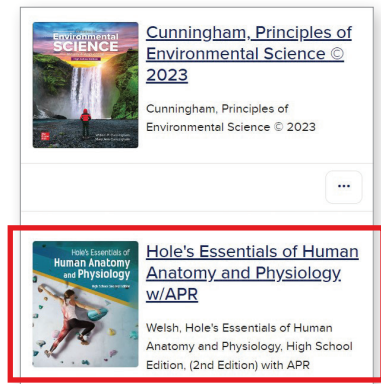 Environmental
SCIENCE
Cunningham, Principles of
Environmental Science ©
2023
Cunningham, Principles of
Environmental Science © 2023
...
Hole's Essentials of
Human Anatomy
and Physiology
Hole's Essentials of Human
Anatomy and Physiology
w/APR
Welsh, Hole's Essentials of Human
Anatomy and Physiology, High School
Edition, (2nd Edition) with APR